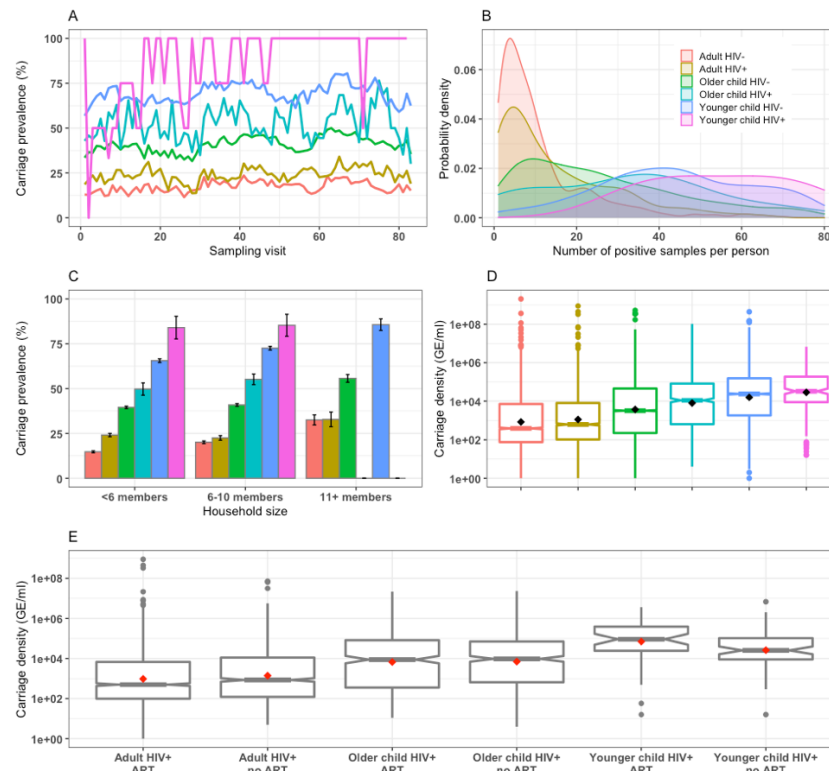 A
Carriage prevalence (%)
100
75
50
25
0
0
20
40
60
80
Sampling visit
B
Probability density
0.06
0.04
0.02
0.00
Adult HIV-
Adult HIV+
Older child HIV-
Older child HIV+
Younger child HIV-
Younger child HIV+
0
20
40
60
80
Number of positive samples per person
C
Carriage prevalence (%)
100
75
50
25
0
<6 members
6-10 members
11+ members
Household size
D
Carriage density (GE/ml)
1e+08
1e+06
1e+04
1e+02
1e+00
E
Carriage density (GE/ml)
1e+08
1e+06
1e+04
1e+02
1e+00
Adult HIV+
ART
Adult HIV+
no ART
Older child HIV+
ART
Older child HIV+
no ART
Younger child HIV+
ART
Younger child HIV+
no ART